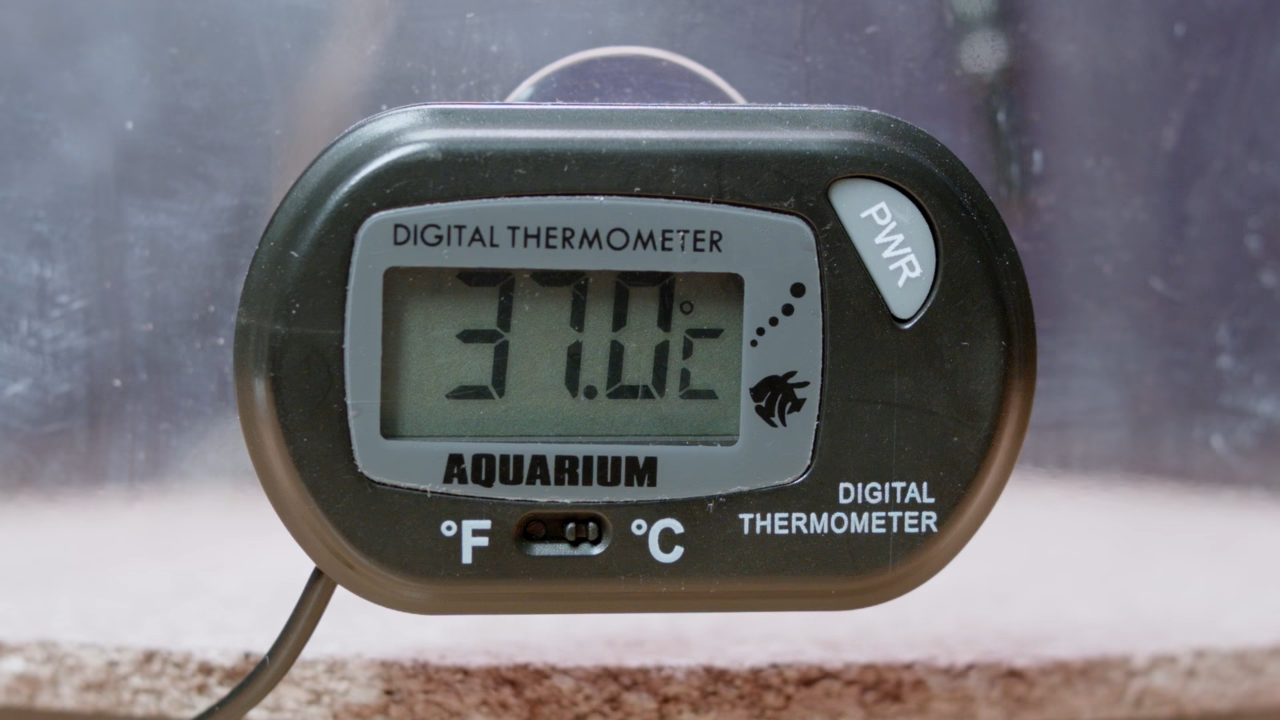 DIGITAL THERMOMETER
PWR
37.0°C
AQUARIUM
°F °C
DIGITAL
THERMOMETER